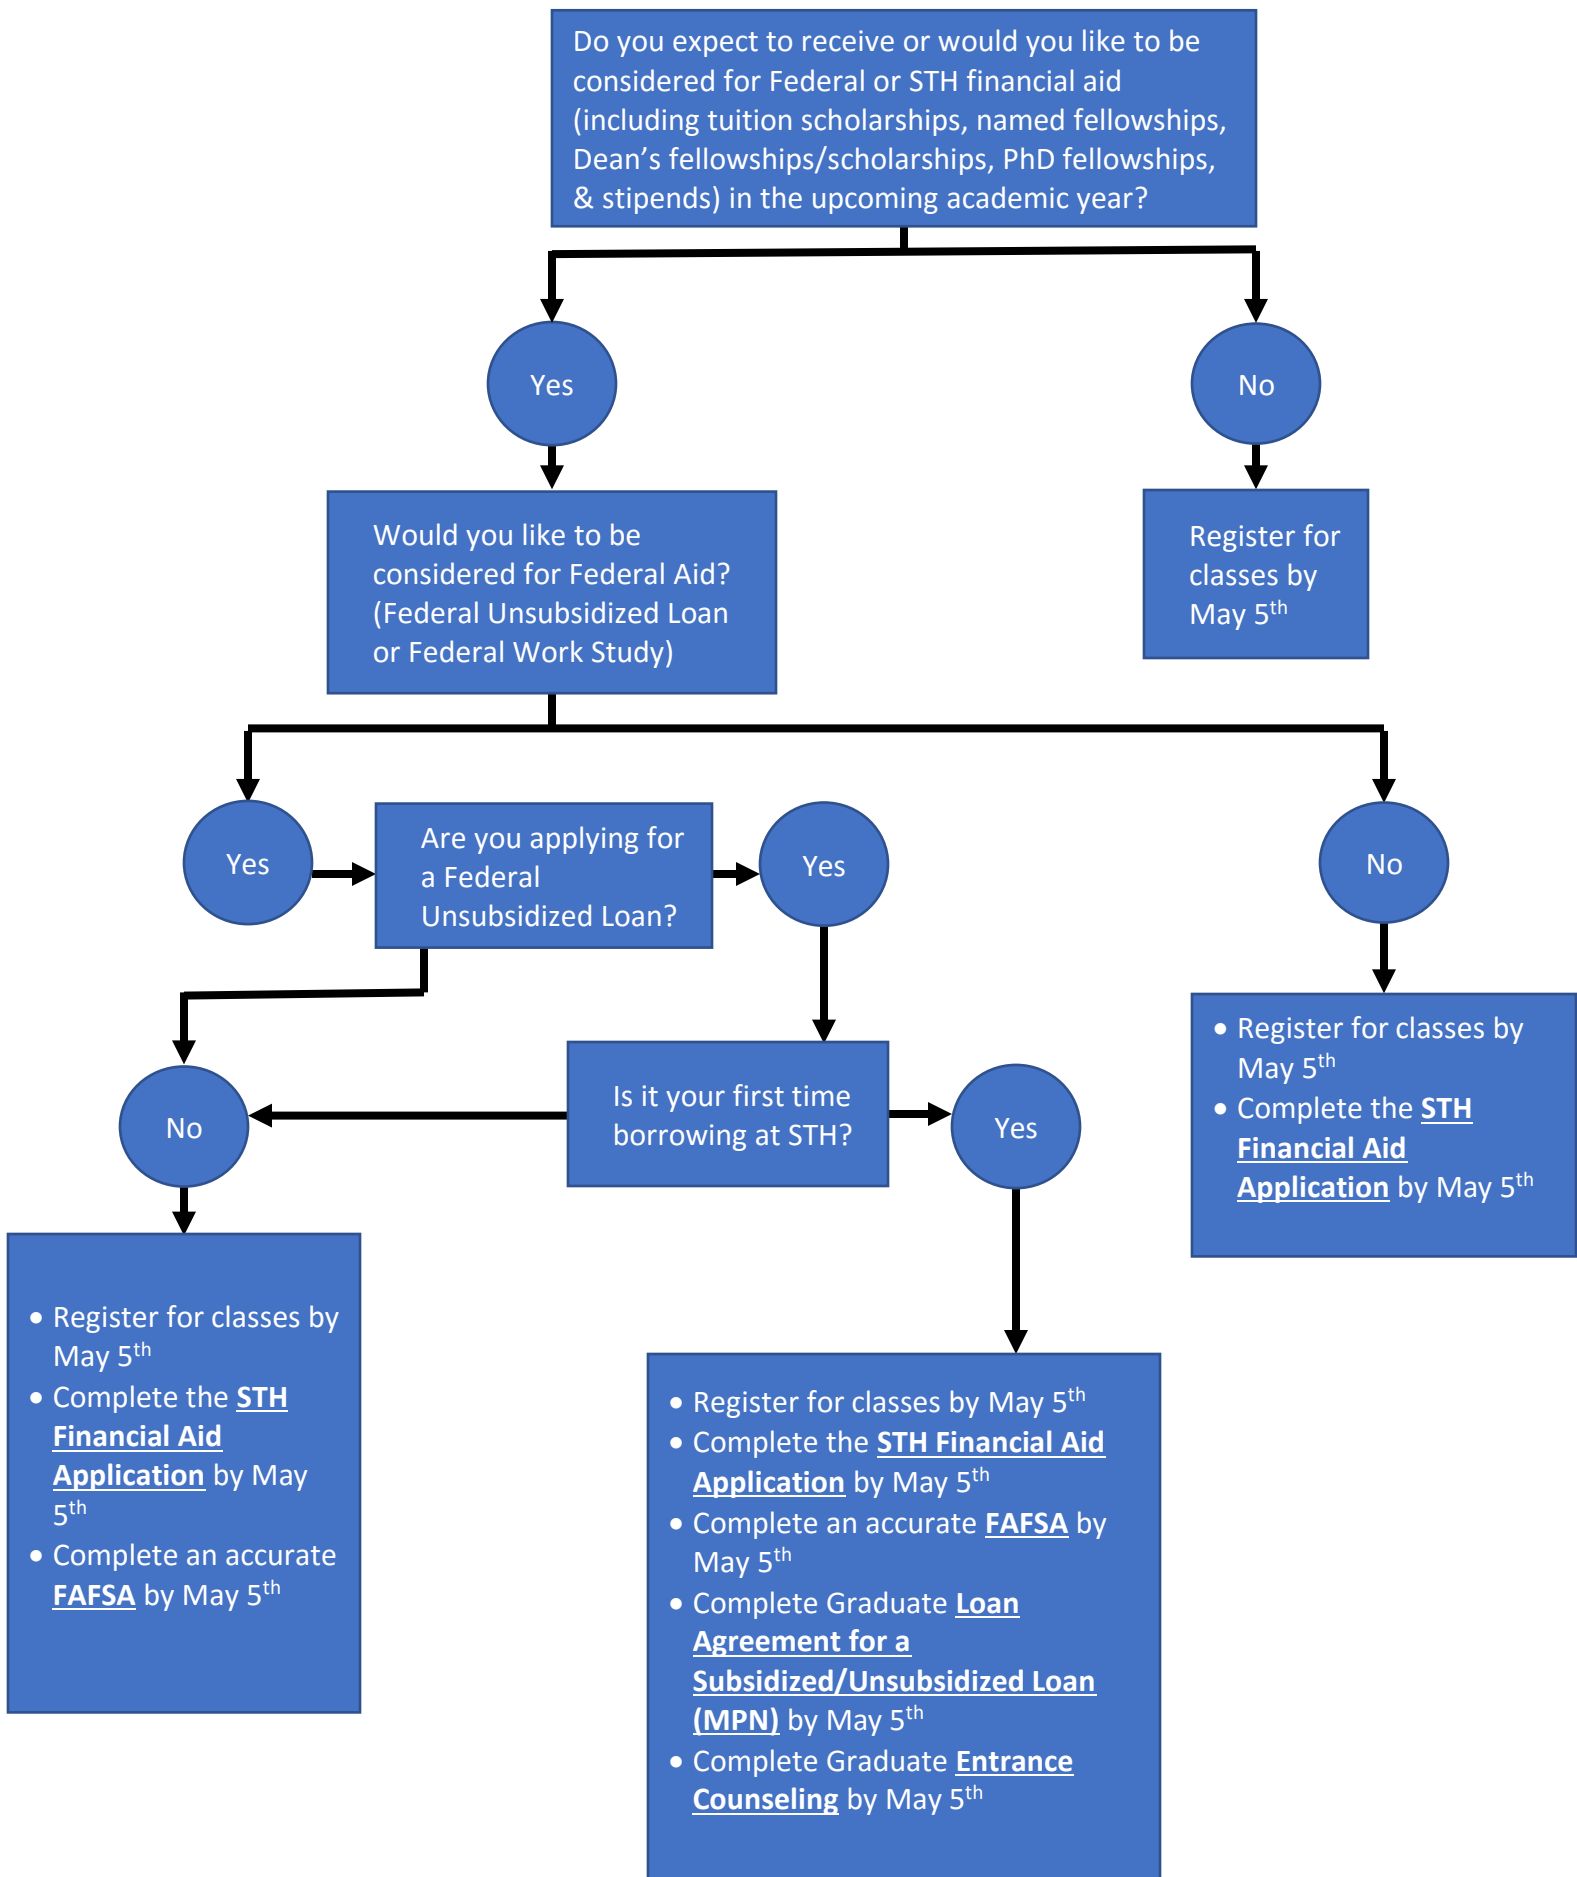 Do you expect to receive or would you like to be
considered for Federal or STH financial aid
(including tuition scholarships, named fellowships,
Dean’s fellowships/scholarships, PhD fellowships,
& stipends) in the upcoming academic year?
Yes
No
Would you like to be
considered for Federal Aid?
(Federal Unsubsidized Loan
or Federal Work Study)
Register for
classes by
May 5th
Yes
Are you applying for
a Federal
Unsubsidized Loan?
Yes
No
No
Is it your first time
borrowing at STH?
Yes
• Register for classes by
May 5th
• Complete the STH
Financial Aid
Application by May 5th
• Register for classes by
May 5th
• Complete the STH
Financial Aid
Application by May
5th
• Complete an accurate
FAFSA by May 5th
• Register for classes by May 5th
• Complete the STH Financial Aid
Application by May 5th
• Complete an accurate FAFSA by
May 5th
• Complete Graduate Loan
Agreement for a
Subsidized/Unsubsidized Loan
(MPN) by May 5th
• Complete Graduate Entrance
Counseling by May 5th